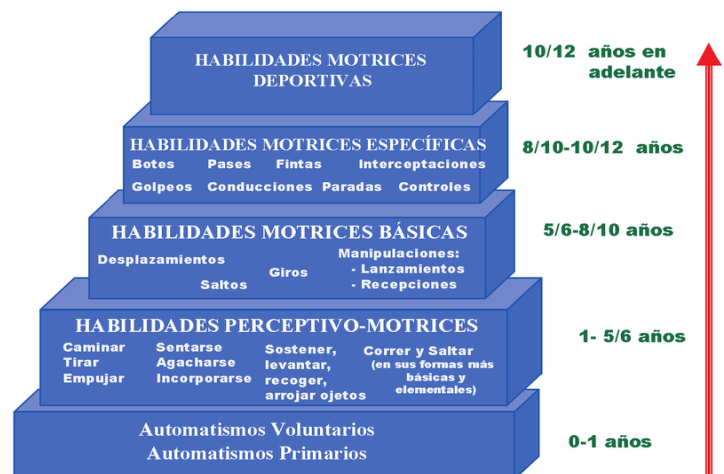 HABILIDADES MOTRICES
DEPORTIVAS
10/12 años en
adelante
HABILIDADES MOTRICES ESPECÍFICAS
Botes Pases Fintas Interceptaciones
Golpeos Conducciones Paradas Controles
8/10-10/12 años
HABILIDADES MOTRICES BÁSICAS
Desplazamientos
Saltos
Giros
Manipulaciones:
- Lanzamientos
- Recepciones
5/6-8/10 años
HABILIDADES PERCEPTIVO-MOTRICES
Caminar
Tirar
Empujar
Sentarse
Agacharse
Incorporarse
Sostener,
levantar,
recoger,
arrojar ojetos
Correr y Saltar
(en sus formas más
básicas y
elementales)
1- 5/6 años
Automatismos Voluntarios
Automatismos Primarios
0-1 años